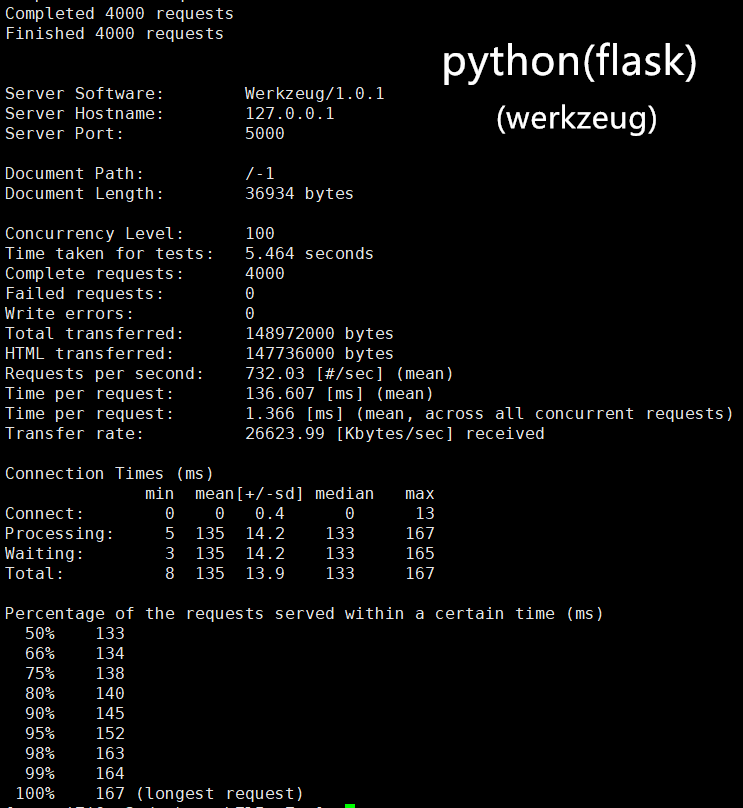 Completed 4000 requests
Finished 4000 requests
python(flask)
(werkzeug)
Server Software: Werkzeug/1.0.1
Server Hostname: 127.0.0.1
Server Port: 5000
Document Path: /-1
Document Length: 36934 bytes
Concurrency Level: 100
Time taken for tests: 5.464 seconds
Complete requests: 4000
Failed requests: 0
Write errors: 0
Total transferred: 148972000 bytes
HTML transferred: 147736000 bytes
Requests per second: 732.03 [#/sec] (mean)
Time per request: 136.607 [ms] (mean)
Time per request: 1.366 [ms] (mean, across all concurrent requests)
Transfer rate: 26623.99 [Kbytes/sec] received
Connection Times (ms)
min mean[+/-sd] median max
Connect: 0 0 0.4 0 13
Processing: 5 135 14.2 133 167
Waiting: 3 135 14.2 133 165
Total: 8 135 13.9 133 167
Percentage of the requests served within a certain time (ms)
50% 133
66% 134
75% 138
80% 140
90% 145
95% 152
98% 163
99% 164
100% 167 (longest request)